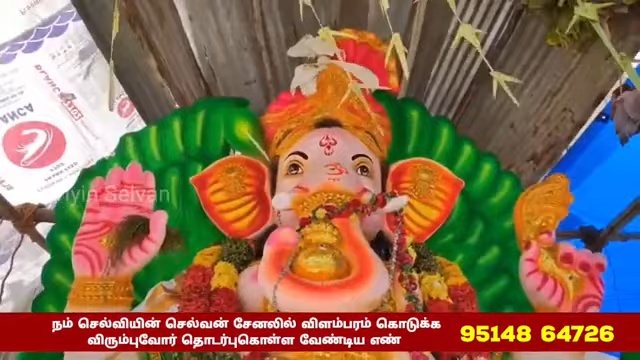 நம் செல்வியின் செல்வன் சேனலில் விளம்பரம் கொடுக்க
விரும்புவோர் தொடர்புகொள்ள வேண்டிய எண்
95148 64726